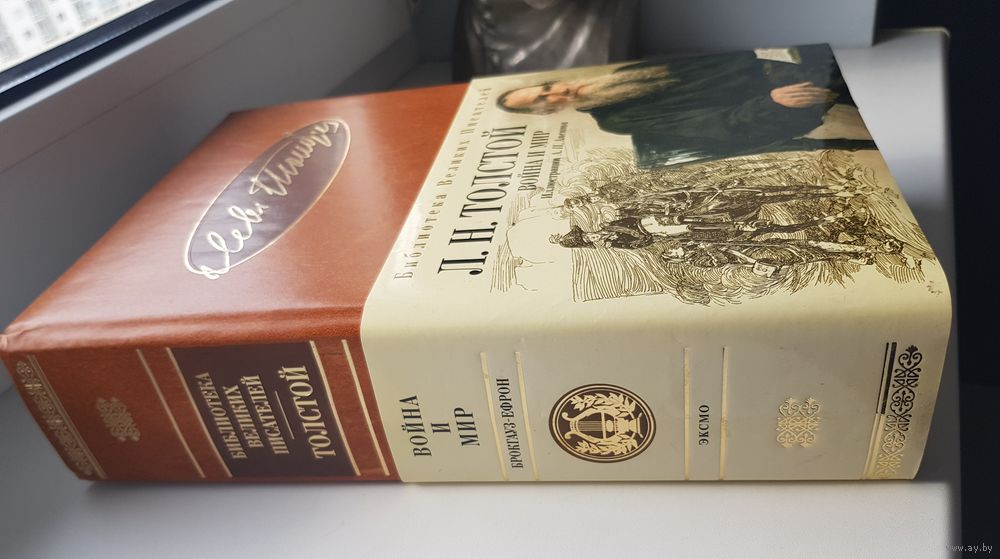 Левъ Толстой
Библиотека Великих Писателей
Л. Н. ТОЛСТОЙ
ВОЙНА И МИР
БИБЛИОТЕКА
ВЕЛИКИХ
ПИСАТЕЛЕЙ
ТОЛСТОЙ
ВОЙНА
И
МИР
БРОКГАУЗ-ЕФРОН
ЭКСМО
www.ay.by